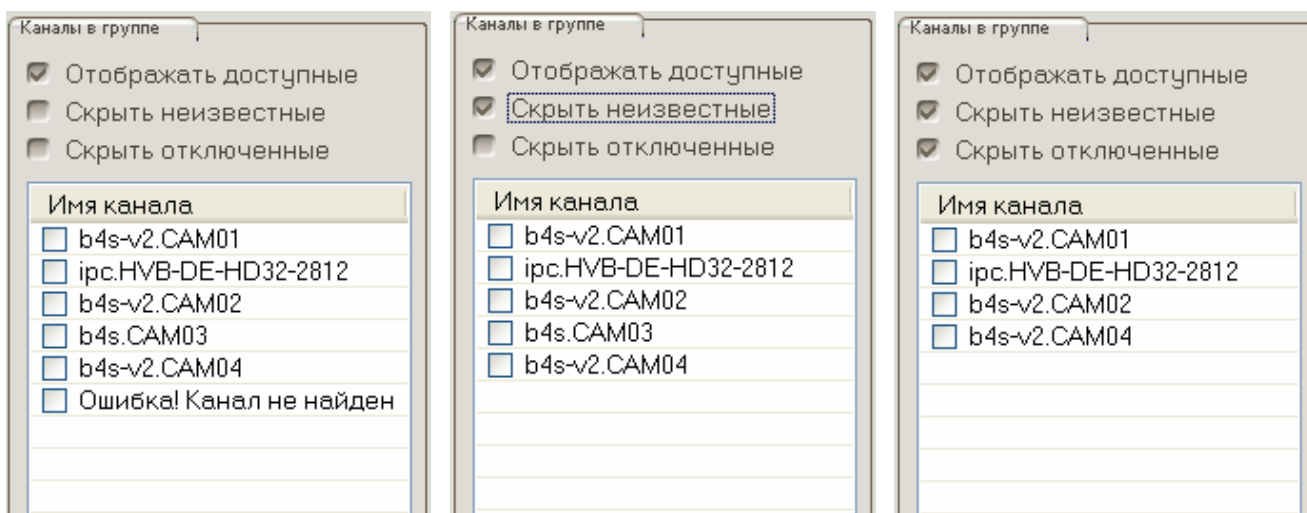 Каналы в группе
Отображать доступные
Скрыть неизвестные
Скрыть отключенные
Имя канала
b4s-v2.CAM01
ipc.HVB-DE-HD32-2812
b4s-v2.CAM02
b4s.CAM03
b4s-v2.CAM04
Ошибка! Канал не найден
Каналы в группе
Отображать доступные
Скрыть неизвестные
Скрыть отключенные
Имя канала
b4s-v2.CAM01
ipc.HVB-DE-HD32-2812
b4s-v2.CAM02
b4s.CAM03
b4s-v2.CAM04
Каналы в группе
Отображать доступные
Скрыть неизвестные
Скрыть отключенные
Имя канала
b4s-v2.CAM01
ipc.HVB-DE-HD32-2812
b4s-v2.CAM02
b4s-v2.CAM04